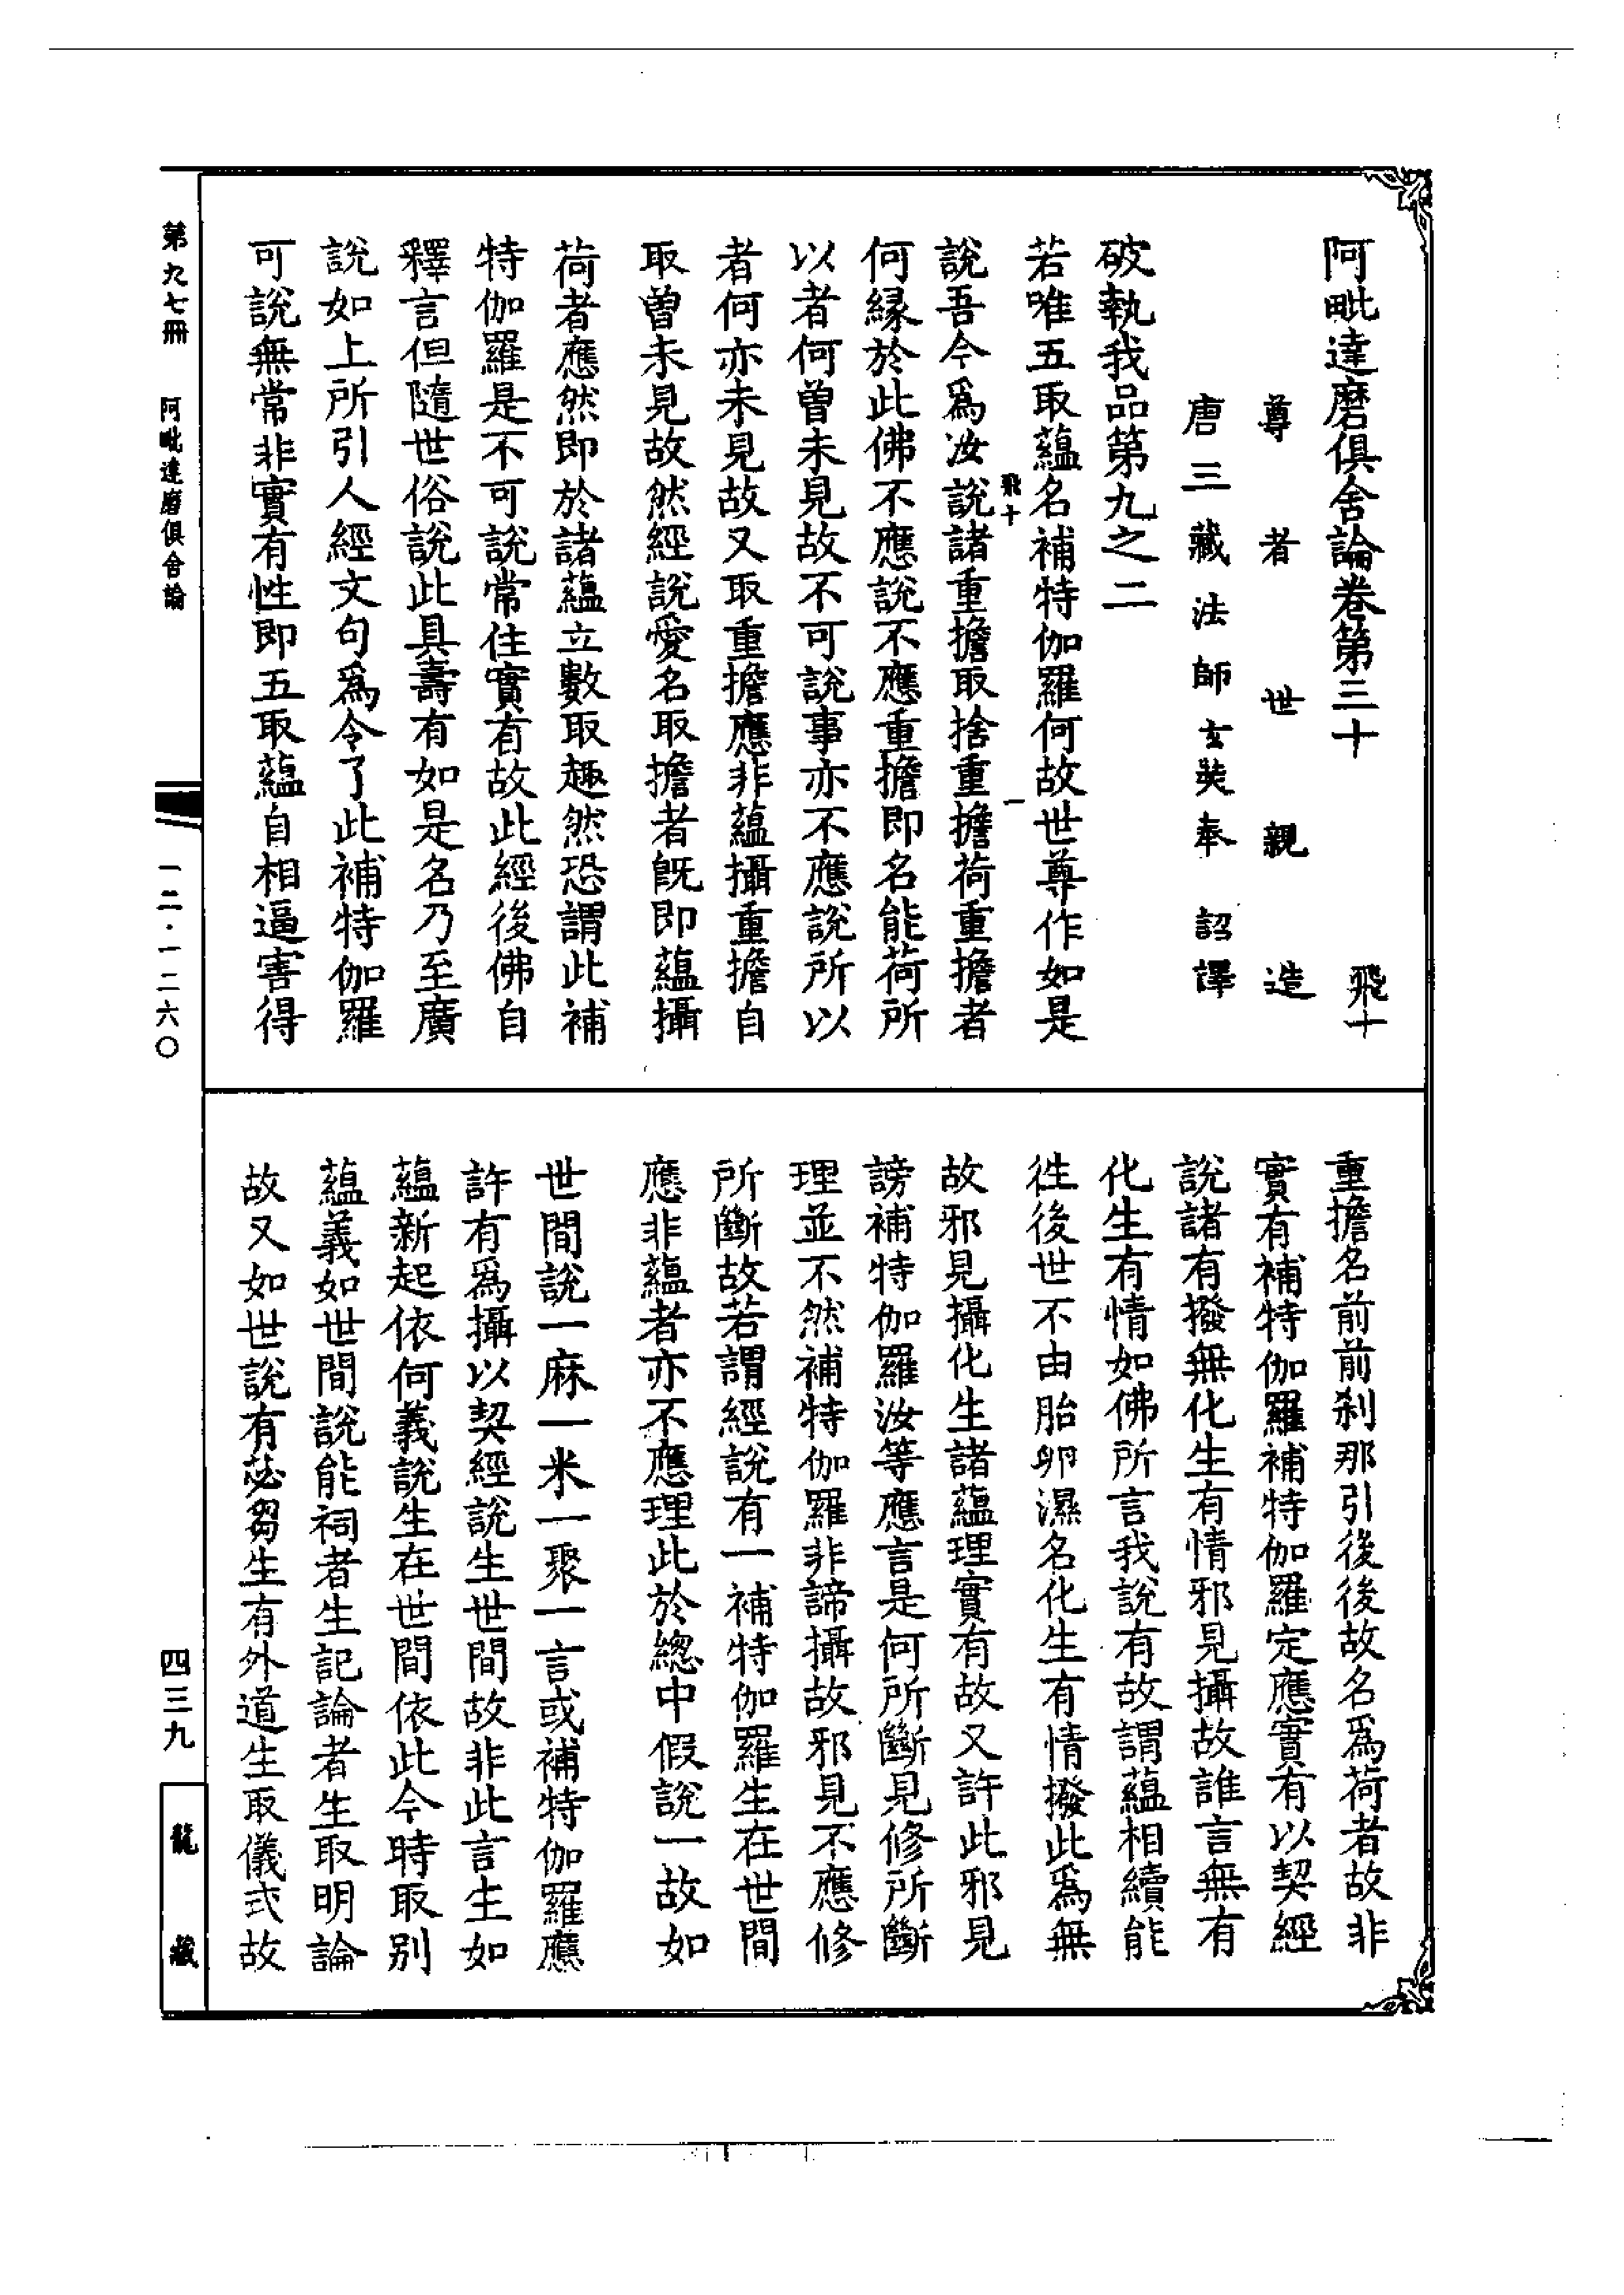 阿毗達磨俱舍論卷第三十　飛十
尊者世親造
唐三藏法師玄奘奉詔譯
破執我品第九之二
若唯五取蘊名補特伽羅何故世尊作如是
飛十　一
說吾今爲汝說諸重擔取捨重擔荷重擔者
何緣於此佛不應說不應重擔即名能荷所
以者何曾未見故不可說事亦不應說所以
者何亦未見故又取重擔應非蘊攝重擔自
取曾未見故然經說愛名取擔者旣即蘊攝
荷者應然即於諸蘊立數取趣然恐謂此補
特伽羅是不可說常住實有故此經後佛自
釋言但隨世俗說此具壽有如是名乃至廣
說如上所引人經文句爲令了此補特伽羅
可說無常非實有性即五取蘊自相逼害得
重擔名前前刹那引後後故名爲荷者故非
實有補特伽羅補特伽羅定應實有以契經
說諸有撥無化生有情邪見攝故誰言無有
化生有情如佛所言我說有故謂蘊相續能
徃後世不由胎卵濕名化生有情撥此爲無
故邪見攝化生諸蘊理實有故又許此邪見
謗補特伽羅汝等應言是何所斷見修所斷
理並不然補特伽羅非諦攝故邪見不應修
所斷故若謂經說有一補特伽羅生在世間
應非蘊者亦不應理此於總中假說一故如
世間說一麻一米一聚一言或補特伽羅應
許有爲攝以契經說生世間故非此言生如
蘊新起依何義說生在世間依此今時取別
蘊義如世間說能祠者生記論者生取明論
故又如世說有苾芻生有外道生取儀式故
第九七冊　阿毗達磨俱舍論　一二·一二六〇　四三九　龍藏